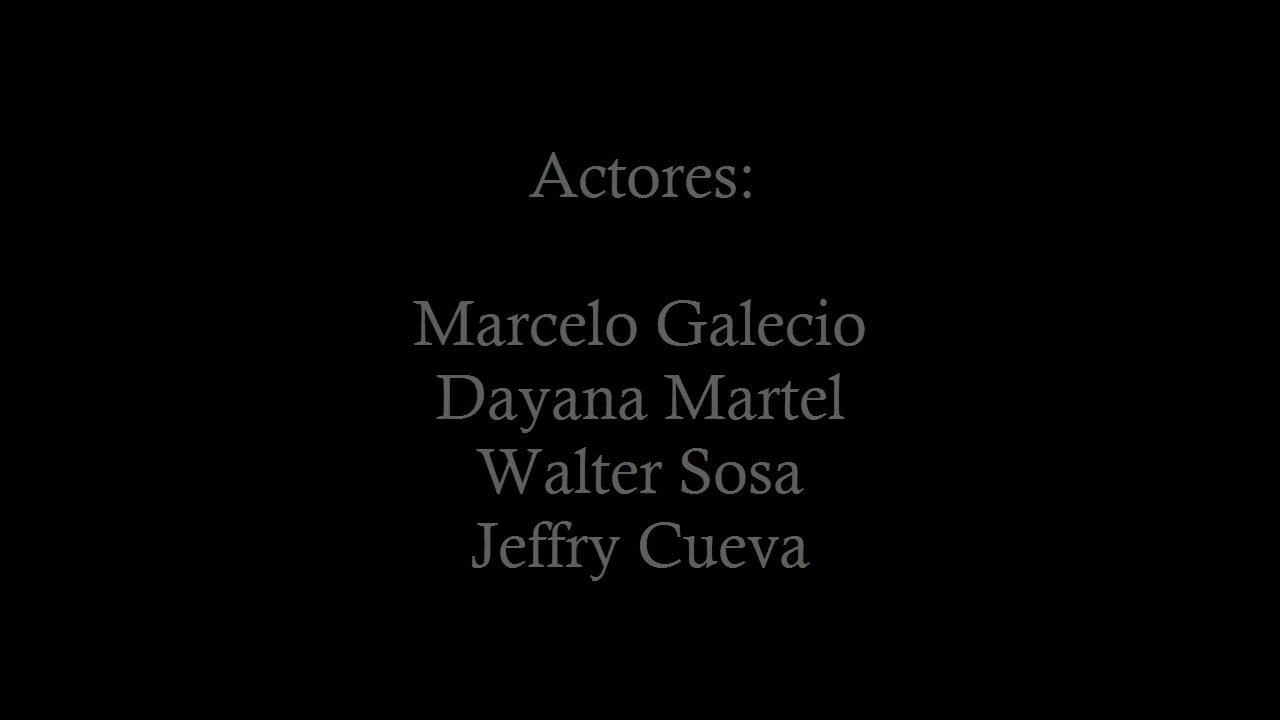 Actores:
Marcelo Galecio
Dayana Martel
Walter Sosa
Jeffry Cueva